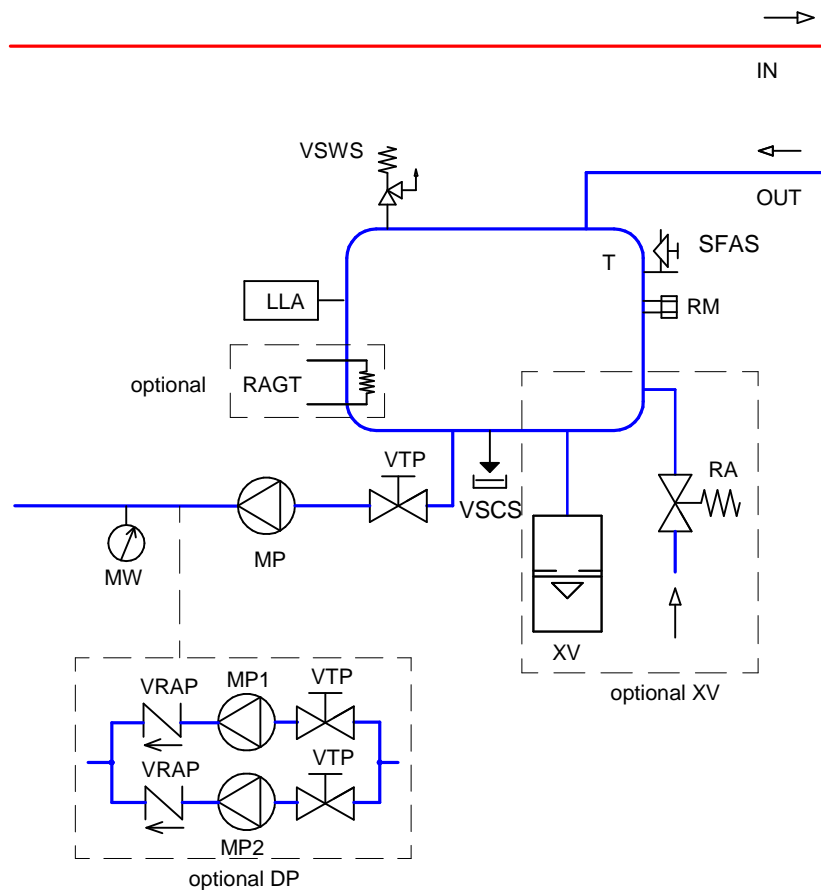 IN
VSWS
OUT
T
SFAS
LLA
RM
optional
RAGT
VTP
RA
VSCS
MW
MP
XV
optional XV
VRAP
MP1
VTP
VRAP
VTP
MP2
optional DP